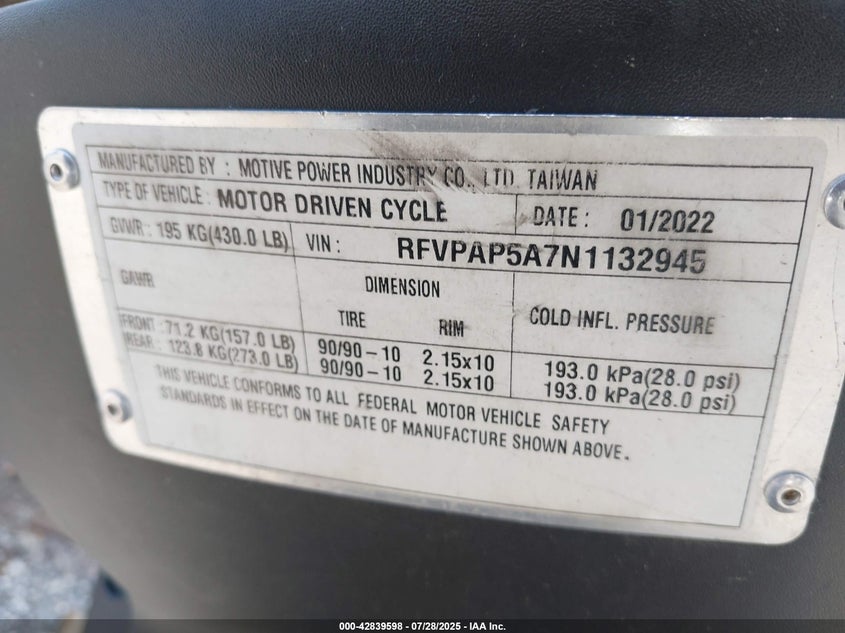 MANUFACTURED BY : MOTIVE POWER INDUSTRY CO., LTD. TAIWAN
TYPE OF VEHICLE : MOTOR DRIVEN CYCLE DATE : 01/2022
GVWR : 195 KG(430.0 LB) VIN : RFVPAP5A7N1132945
GAWR DIMENSION COLD INFL. PRESSURE
TIRE RIM
FRONT : 71.2 KG(157.0 LB) 90/90-10 2.15x10 193.0 kPa(28.0 psi)
REAR : 123.8 KG(273.0 LB) 90/90-10 2.15x10 193.0 kPa(28.0 psi)
THIS VEHICLE CONFORMS TO ALL FEDERAL MOTOR VEHICLE SAFETY
STANDARDS IN EFFECT ON THE DATE OF MANUFACTURE SHOWN ABOVE.
000-42839598 - 07/28/2025 - IAA Inc.